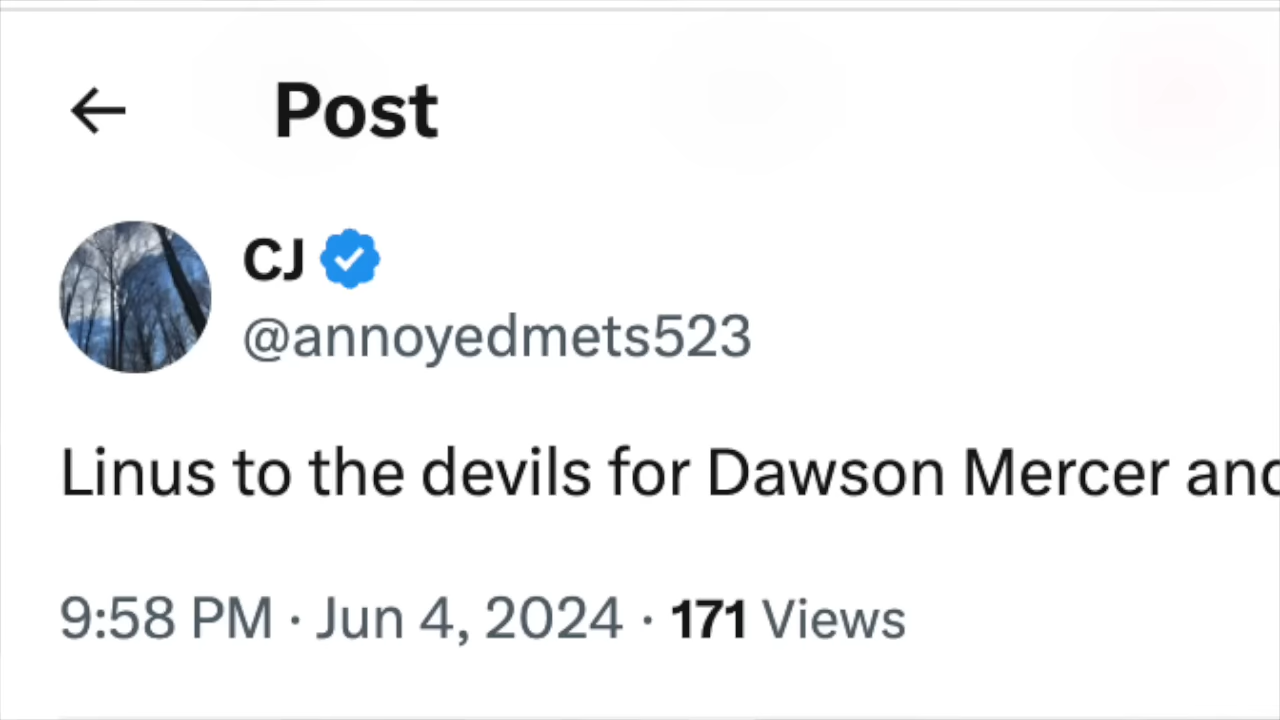 Post
CJ
@annoyedmets523
Linus to the devils for Dawson Mercer and
9:58 PM · Jun 4, 2024 · 171 Views